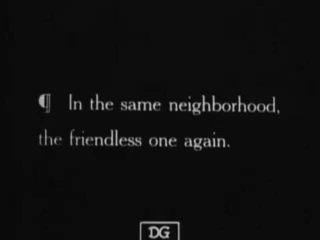 ¶ In the same neighborhood,
the friendless one again.
DG